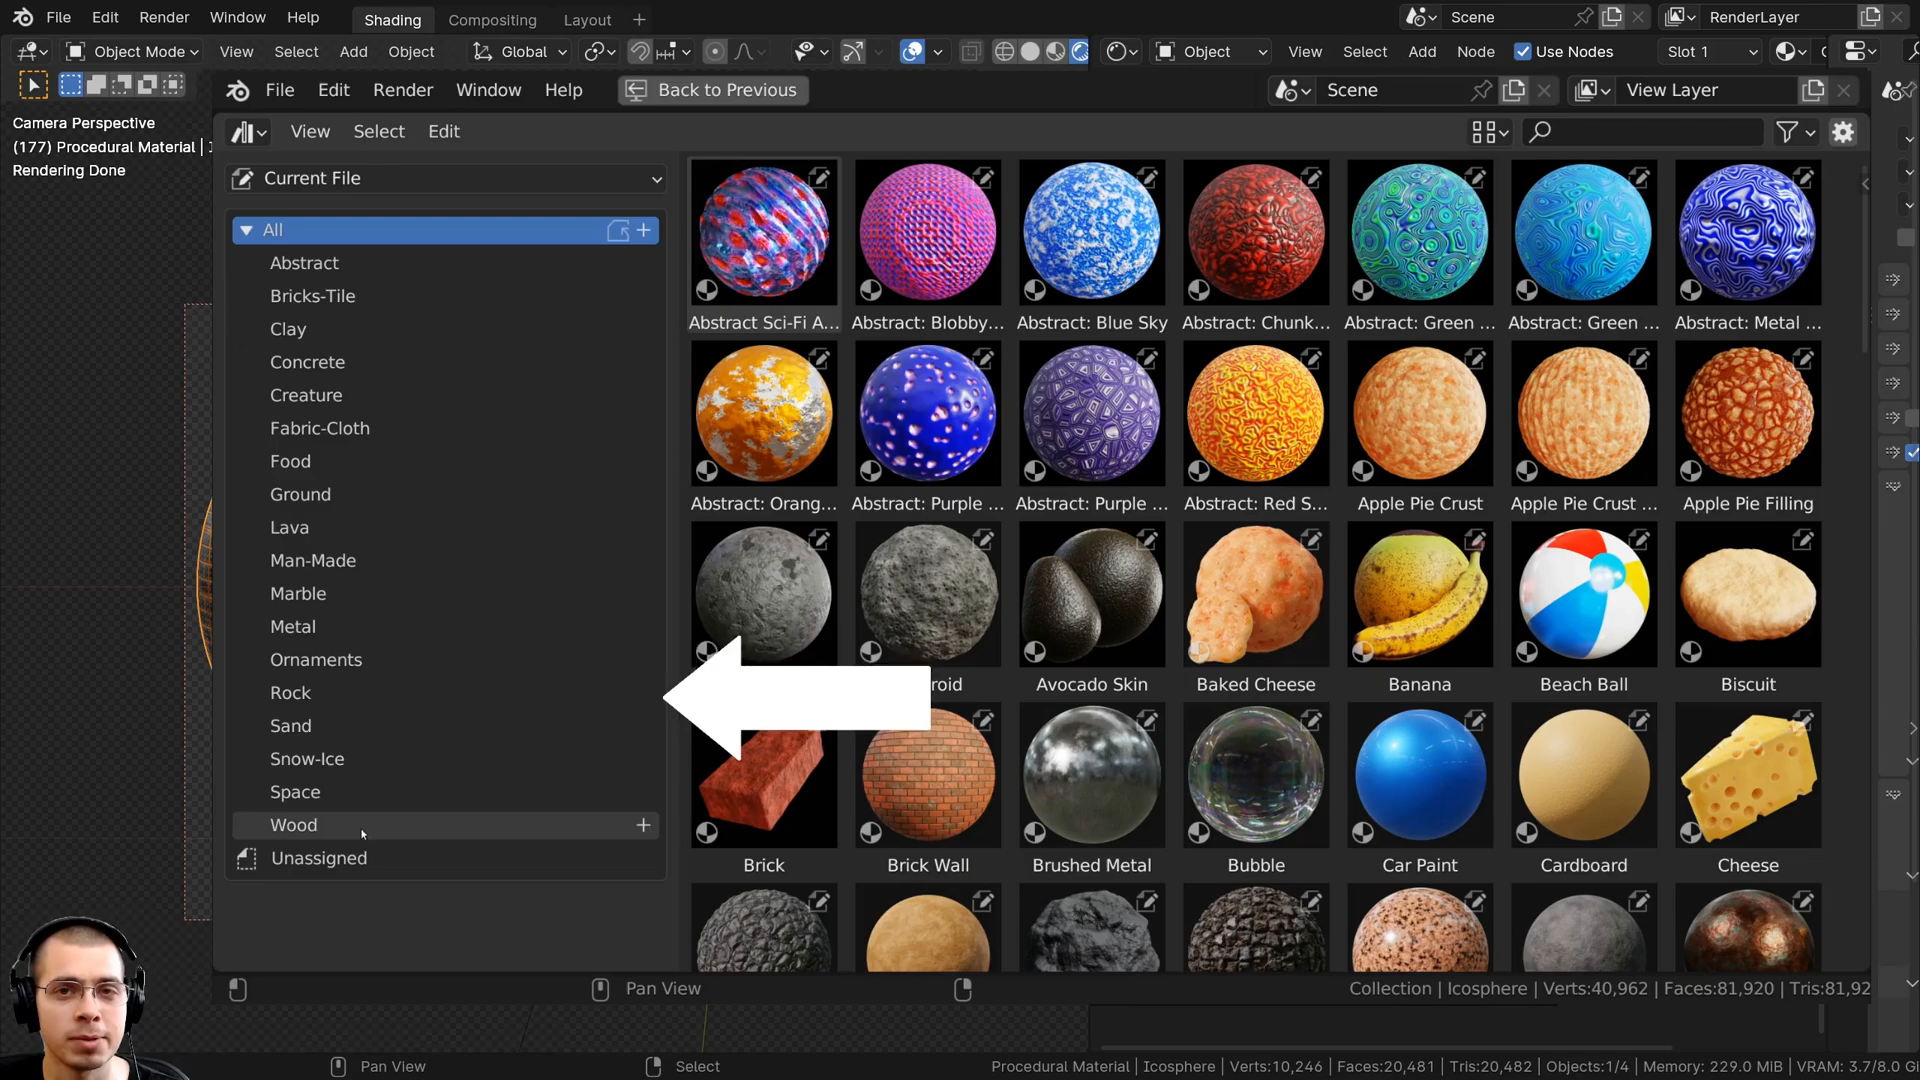 File Edit Render Window Help Shading Compositing Layout + Scene RenderLayer
Object Mode View Select Add Object Global Object View Select Add Node Use Nodes Slot 1
File Edit Render Window Help Back to Previous Scene View Layer
Camera Perspective
(177) Procedural Material |
Rendering Done
View Select Edit
Current File
All
Abstract
Bricks-Tile
Clay
Concrete
Creature
Fabric-Cloth
Food
Ground
Lava
Man-Made
Marble
Metal
Ornaments
Rock
Sand
Snow-Ice
Space
Wood
Unassigned
Abstract Sci-Fi A... Abstract: Blobby... Abstract: Blue Sky Abstract: Chunk... Abstract: Green ... Abstract: Green ... Abstract: Metal ...
Abstract: Orang... Abstract: Purple ... Abstract: Purple ... Abstract: Red S... Apple Pie Crust Apple Pie Crust ... Apple Pie Filling
roid Avocado Skin Baked Cheese Banana Beach Ball Biscuit
Brick Brick Wall Brushed Metal Bubble Car Paint Cardboard Cheese
Pan View Collection | Icosphere | Verts:40,962 | Faces:81,920 | Tris:81,92
Pan View Select Procedural Material | Icosphere | Verts:10,246 | Faces:20,481 | Tris:20,482 | Objects:1/4 | Memory: 229.0 MiB | VRAM: 3.7/8.0 G